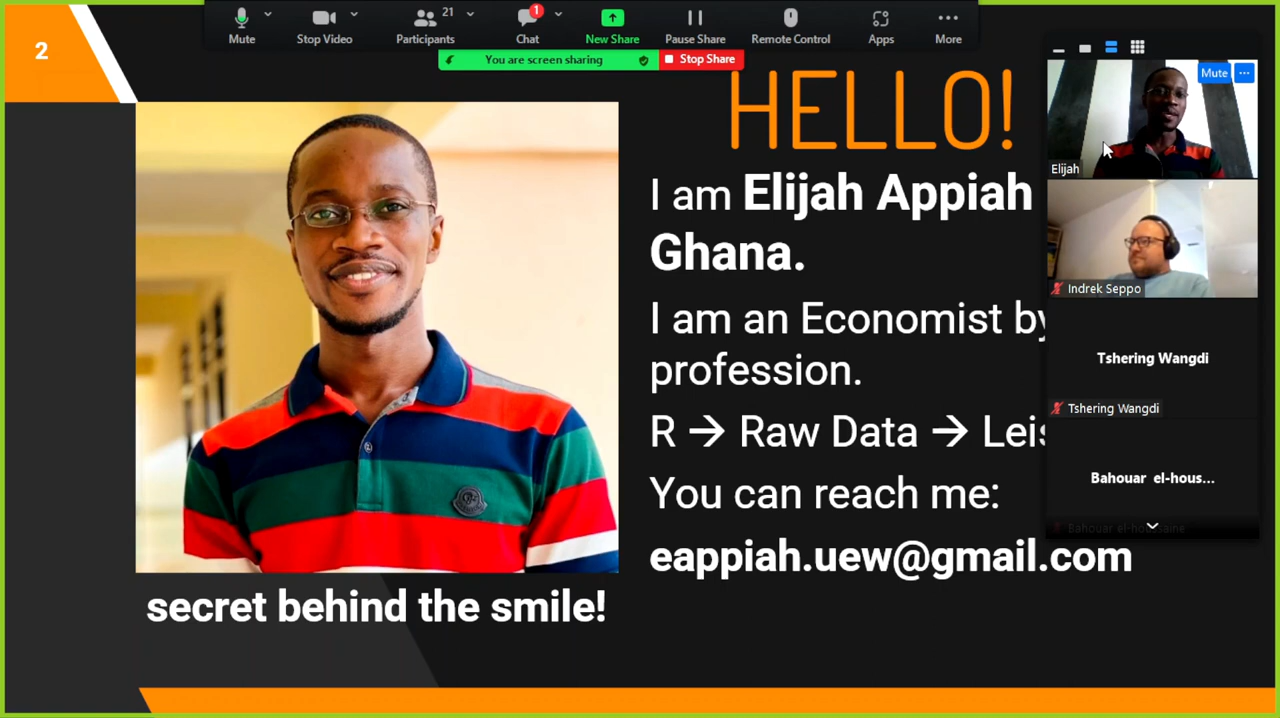 2
21
1
Mute
Stop Video
Participants
Chat
New Share
Pause Share
Remote Control
Apps
More
You are screen sharing
Stop Share
HELLO!
I am Elijah Appiah
Ghana.
I am an Economist by
profession.
R → Raw Data → Leis
You can reach me:
eappiah.uew@gmail.com
secret behind the smile!
Mute
Elijah
Indrek Seppo
Tshering Wangdi
Tshering Wangdi
Bahouar el-hous...